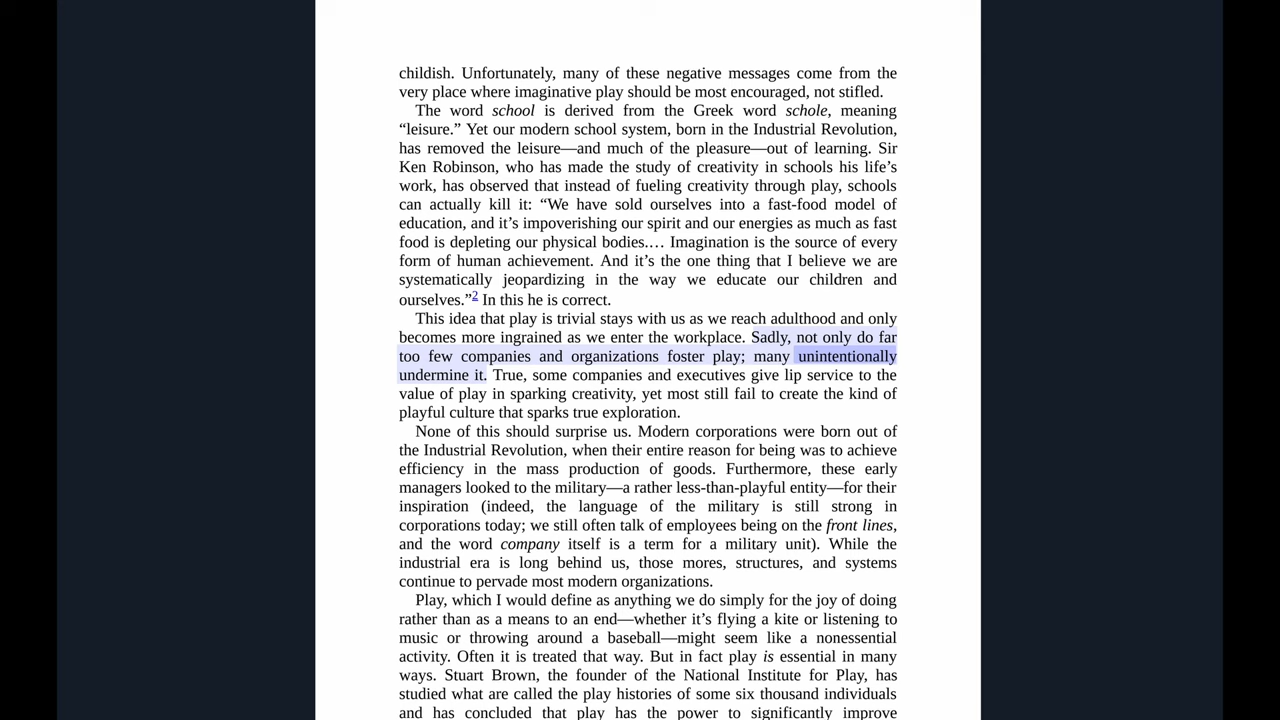 childish. Unfortunately, many of these negative messages come from the
very place where imaginative play should be most encouraged, not stifled.
The word school is derived from the Greek word schole, meaning
“leisure.” Yet our modern school system, born in the Industrial Revolution,
has removed the leisure—and much of the pleasure—out of learning. Sir
Ken Robinson, who has made the study of creativity in schools his life’s
work, has observed that instead of fueling creativity through play, schools
can actually kill it: “We have sold ourselves into a fast-food model of
education, and it’s impoverishing our spirit and our energies as much as fast
food is depleting our physical bodies.… Imagination is the source of every
form of human achievement. And it’s the one thing that I believe we are
systematically jeopardizing in the way we educate our children and
ourselves.”2 In this he is correct.
This idea that play is trivial stays with us as we reach adulthood and only
becomes more ingrained as we enter the workplace. Sadly, not only do far
too few companies and organizations foster play; many unintentionally
undermine it. True, some companies and executives give lip service to the
value of play in sparking creativity, yet most still fail to create the kind of
playful culture that sparks true exploration.
None of this should surprise us. Modern corporations were born out of
the Industrial Revolution, when their entire reason for being was to achieve
efficiency in the mass production of goods. Furthermore, these early
managers looked to the military—a rather less-than-playful entity—for their
inspiration (indeed, the language of the military is still strong in
corporations today; we still often talk of employees being on the front lines,
and the word company itself is a term for a military unit). While the
industrial era is long behind us, those mores, structures, and systems
continue to pervade most modern organizations.
Play, which I would define as anything we do simply for the joy of doing
rather than as a means to an end—whether it’s flying a kite or listening to
music or throwing around a baseball—might seem like a nonessential
activity. Often it is treated that way. But in fact play is essential in many
ways. Stuart Brown, the founder of the National Institute for Play, has
studied what are called the play histories of some six thousand individuals
and has concluded that play has the power to significantly improve